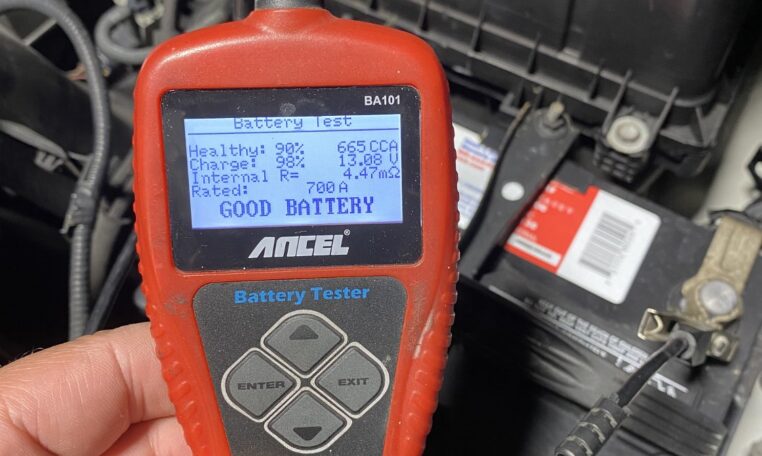 BA101
Battery Test
Healthy: 90% 665 CCA
Charge: 98% 13.08 V
Internal R= 4.47mΩ
Rated: 700 A
GOOD BATTERY
ANCEL®
Battery Tester
ENTER
EXIT